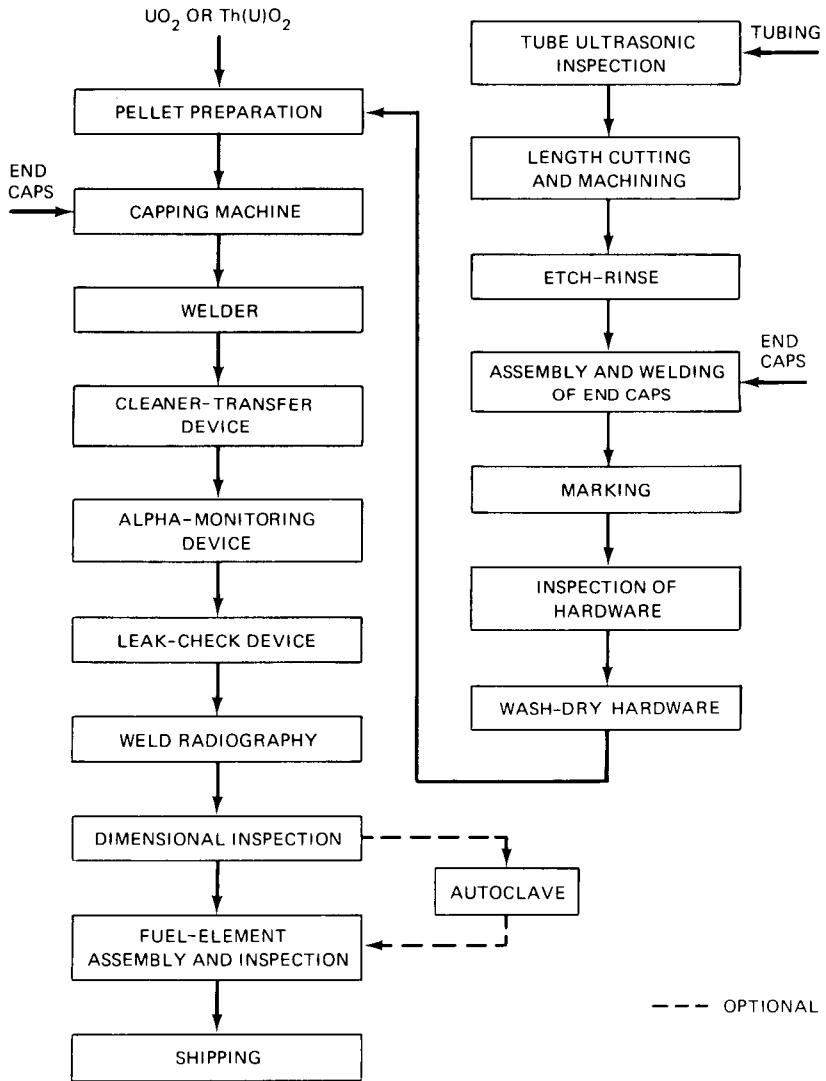 UO₂ OR Th(U)O₂
PELLET PREPARATION
END
CAPS
CAPPING MACHINE
WELDER
CLEANER-TRANSFER
DEVICE
ALPHA-MONITORING
DEVICE
LEAK-CHECK DEVICE
WELD RADIOGRAPHY
DIMENSIONAL INSPECTION
AUTOCLAVE
FUEL-ELEMENT
ASSEMBLY AND INSPECTION
SHIPPING
TUBING
TUBE ULTRASONIC
INSPECTION
LENGTH CUTTING
AND MACHINING
ETCH-RINSE
END
CAPS
ASSEMBLY AND WELDING
OF END CAPS
MARKING
INSPECTION OF
HARDWARE
WASH-DRY HARDWARE
OPTIONAL